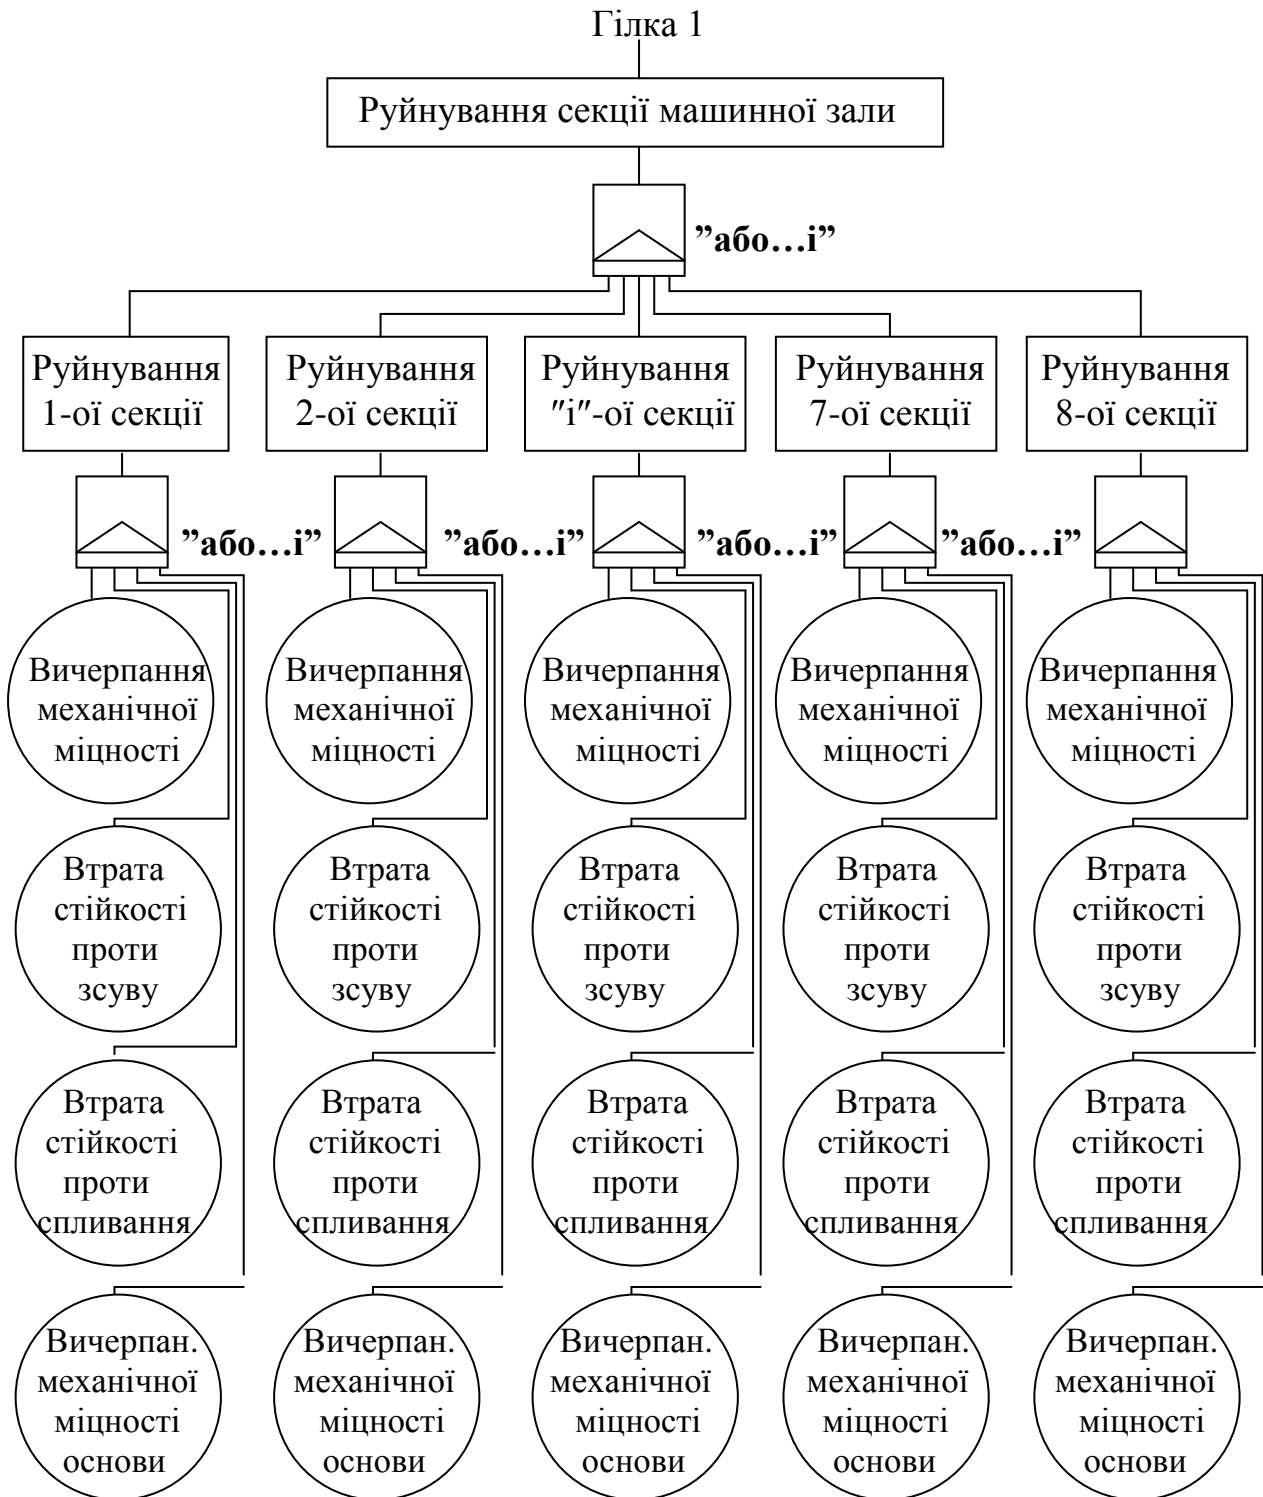 Гілка 1
Руйнування секції машинної зали
”або…і”
Руйнування
1-ої секції
Руйнування
2-ої секції
Руйнування
″і″-ої секції
Руйнування
7-ої секції
Руйнування
8-ої секції
”або…і”
”або…і”
”або…і”
”або…і”
Вичерпання
механічної
міцності
Вичерпання
механічної
міцності
Вичерпання
механічної
міцності
Вичерпання
механічної
міцності
Вичерпання
механічної
міцності
Втрата
стійкості
проти
зсуву
Втрата
стійкості
проти
зсуву
Втрата
стійкості
проти
зсуву
Втрата
стійкості
проти
зсуву
Втрата
стійкості
проти
зсуву
Втрата
стійкості
проти
спливання
Втрата
стійкості
проти
спливання
Втрата
стійкості
проти
спливання
Втрата
стійкості
проти
спливання
Втрата
стійкості
проти
спливання
Вичерпан.
механічної
міцності
основи
Вичерпан.
механічної
міцності
основи
Вичерпан.
механічної
міцності
основи
Вичерпан.
механічної
міцності
основи
Вичерпан.
механічної
міцності
основи